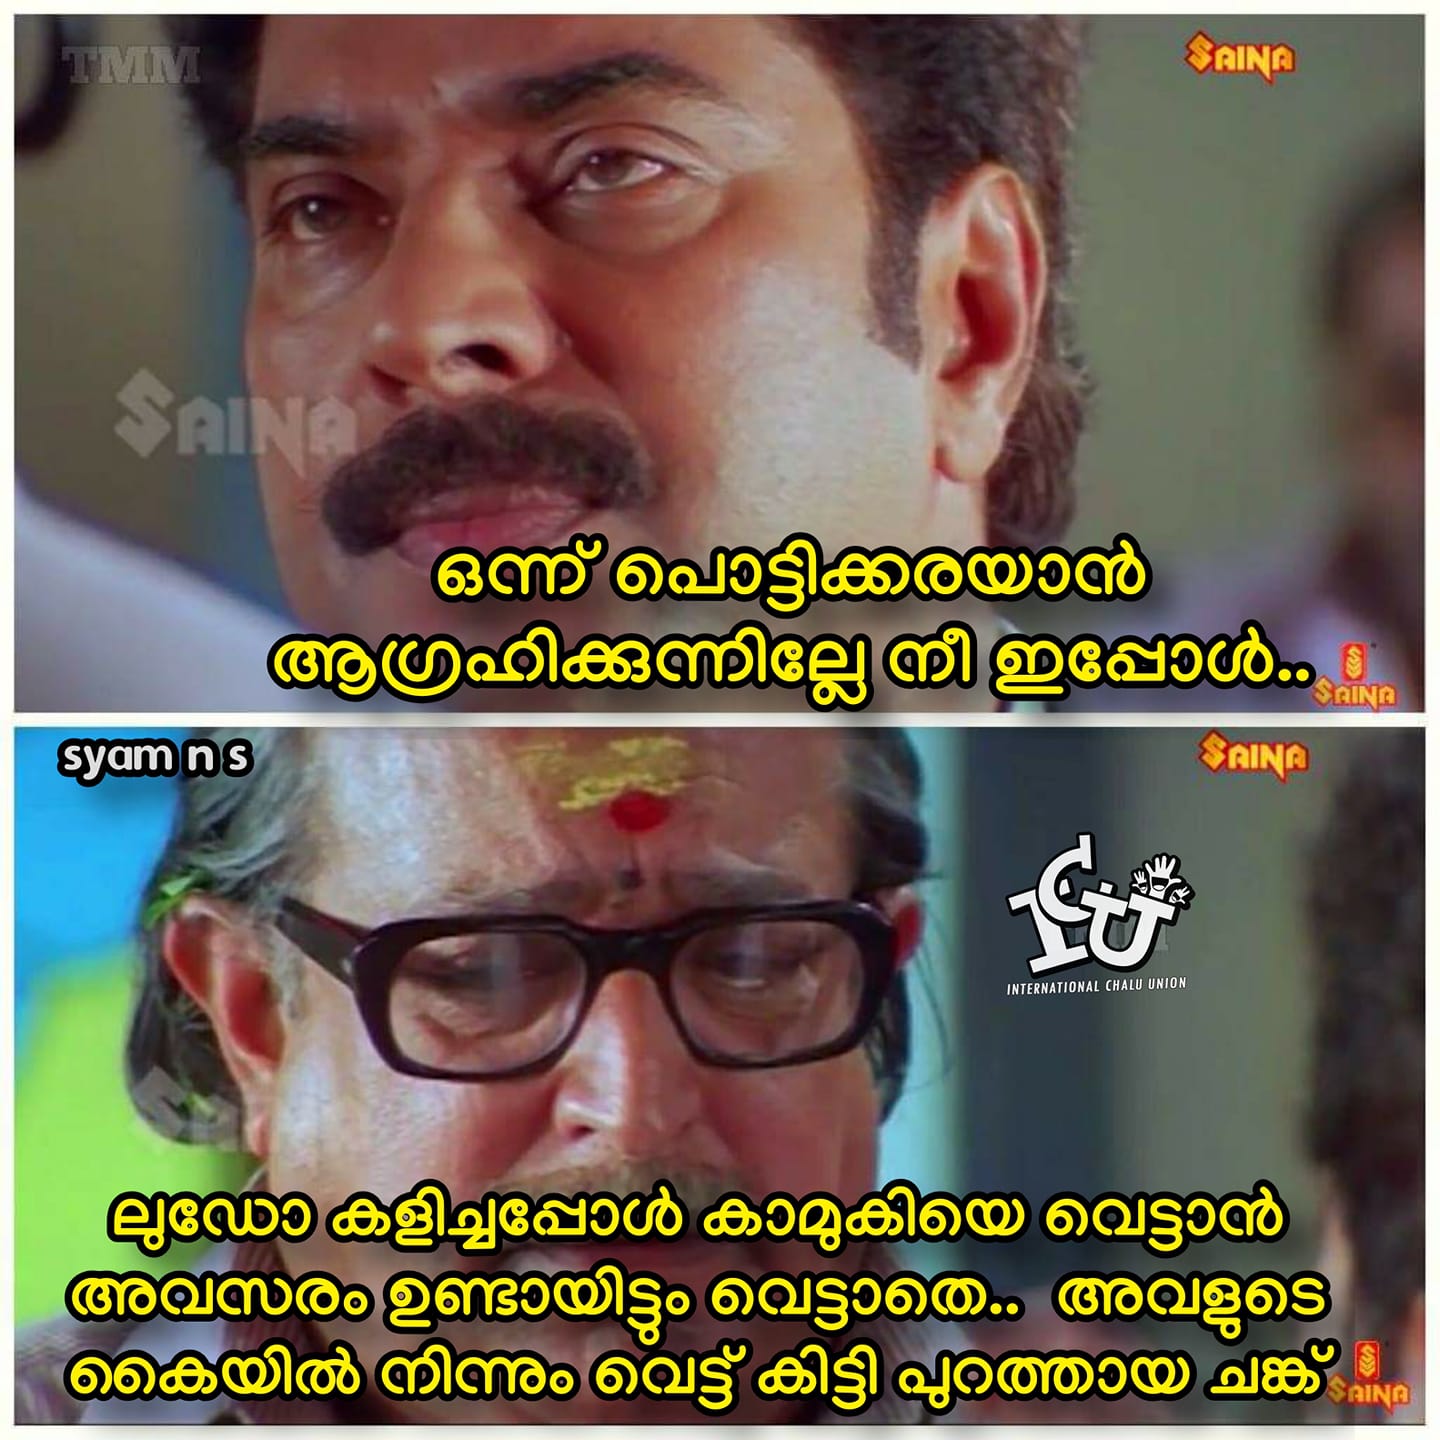 TMM
SAINA
SAINA
ഒന്ന് പൊട്ടിക്കരയാൻ
ആഗ്രഹിക്കുന്നില്ലേ നീ ഇപ്പോൾ..
SAINA
syam n s
SAINA
ICU
INTERNATIONAL CHALU UNION
ലുഡോ കളിച്ചപ്പോൾ കാമുകിയെ വെട്ടാൻ
അവസരം ഉണ്ടായിട്ടും വെട്ടാതെ.. അവളുടെ
കൈയിൽ നിന്നും വെട്ട് കിട്ടി പുറത്തായ ചങ്ക്
SAINA